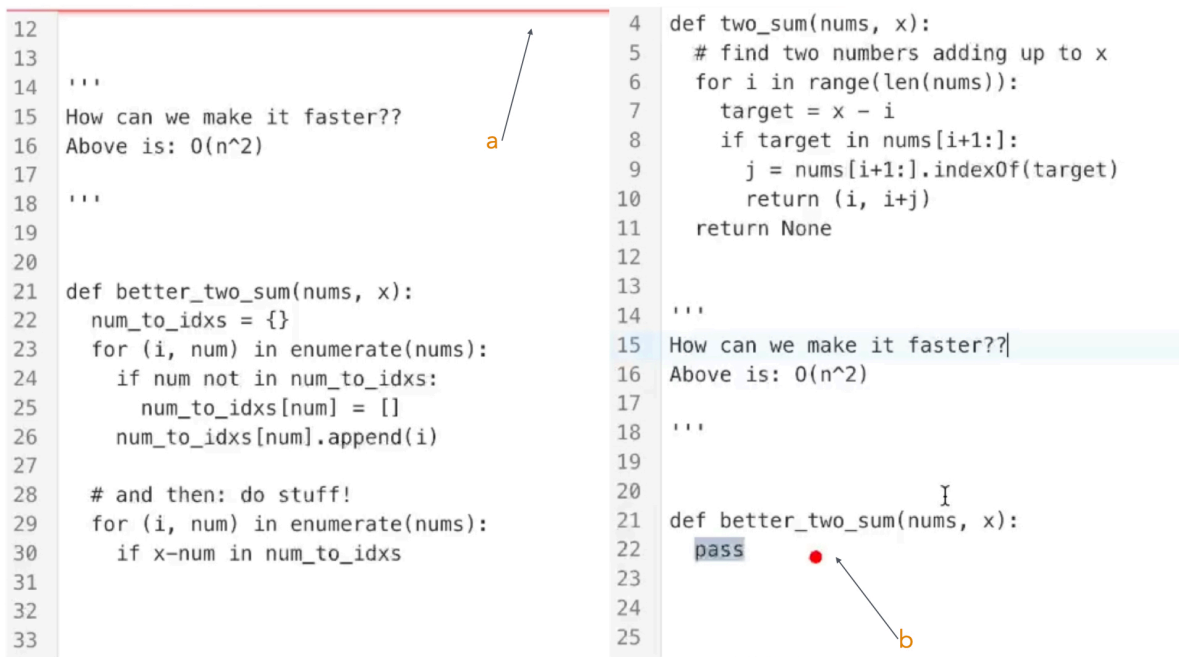 12
13
14 '''
15 How can we make it faster??
16 Above is: O(n^2)
17
18 '''
19
20
21 def better_two_sum(nums, x):
22   num_to_idxs = {}
23   for (i, num) in enumerate(nums):
24     if num not in num_to_idxs:
25       num_to_idxs[num] = []
26     num_to_idxs[num].append(i)
27
28   # and then: do stuff!
29   for (i, num) in enumerate(nums):
30     if x-num in num_to_idxs
31
32
33
a
4 def two_sum(nums, x):
5   # find two numbers adding up to x
6   for i in range(len(nums)):
7     target = x - i
8     if target in nums[i+1:]:
9       j = nums[i+1:].indexOf(target)
10       return (i, i+j)
11   return None
12
13
14 '''
15 How can we make it faster??
16 Above is: O(n^2)
17
18 '''
19
20
21 def better_two_sum(nums, x):
22   pass
23
24
25
b